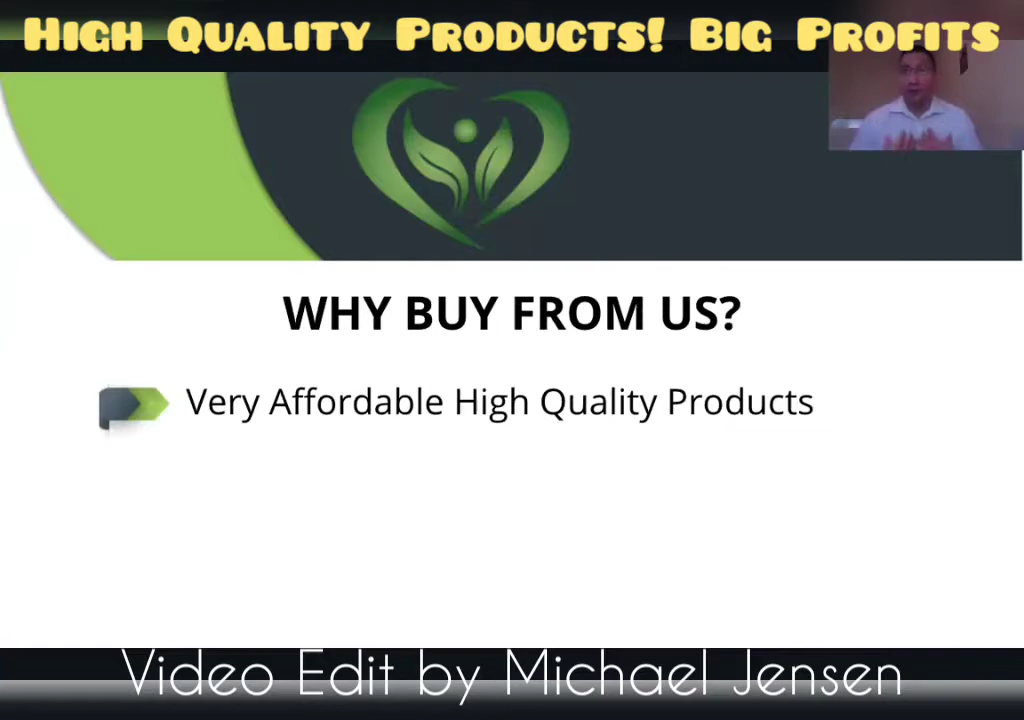 High Quality Products! Big Profits
WHY BUY FROM US?
Very Affordable High Quality Products
Video Edit by Michael Jensen